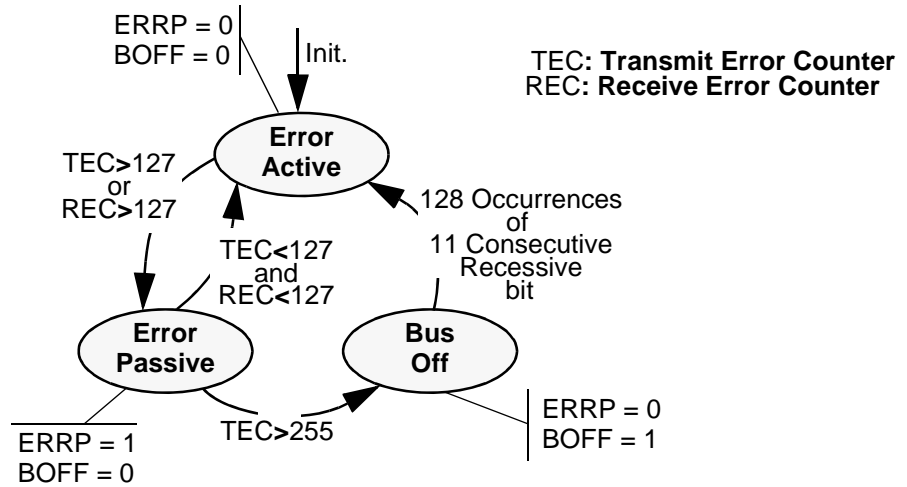 ERRP = 0
BOFF = 0
Init.
TEC: Transmit Error Counter
REC: Receive Error Counter
Error
Active
TEC>127
or
REC>127
TEC<127
and
REC<127
128 Occurrences
of
11 Consecutive
Recessive
bit
Error
Passive
Bus
Off
TEC>255
ERRP = 1
BOFF = 0
ERRP = 0
BOFF = 1